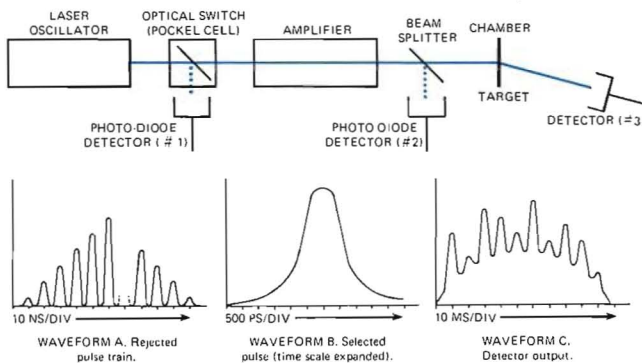 LASER
OSCILLATOR
OPTICAL SWITCH
(POCKEL CELL)
AMPLIFIER
BEAM
SPLITTER
CHAMBER
TARGET
PHOTO-DIODE
DETECTOR (#1)
PHOTO DIODE
DETECTOR (#2)
DETECTOR (#3
10 NS/DIV
500 PS/DIV
10 MS/DIV
WAVEFORM A. Rejected
pulse train.
WAVEFORM B. Selected
pulse (time scale expanded).
WAVEFORM C.
Detector output.